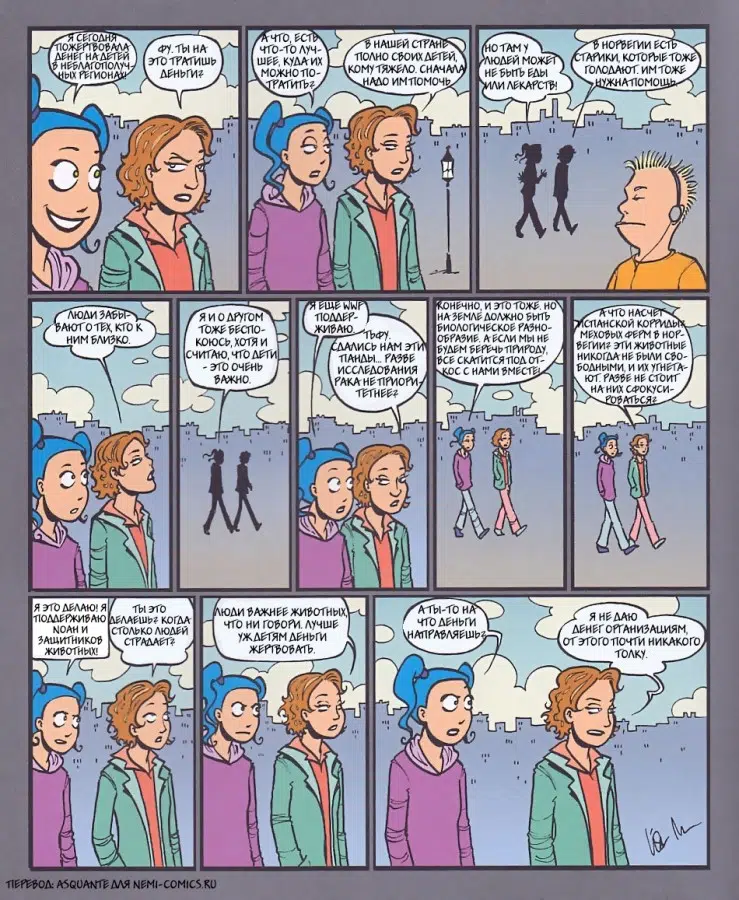 Я СЕГОДНЯ
ПОЖЕРТВОВАЛА
ДЕНЕГ НА ДЕТЕЙ
В НЕБЛАГОПОЛУ-
ЧНЫХ РЕГИОНАХ!
ФУ. ТЫ НА
ЭТО ТРАТИШЬ
ДЕНЬГИ?
А ЧТО, ЕСТЬ
ЧТО-ТО ЛУЧ-
ШЕЕ, КУДА ИХ
МОЖНО ПО-
ТРАТИТЬ?
В НАШЕЙ СТРАНЕ
ПОЛНО СВОИХ ДЕТЕЙ,
КОМУ ТЯЖЕЛО. СНАЧАЛА
НАДО ИМ ПОМОЧЬ.
НО ТАМ У
ЛЮДЕЙ МОЖЕТ
НЕ БЫТЬ ЕДЫ
ИЛИ ЛЕКАРСТВ!
В НОРВЕГИИ ЕСТЬ
СТАРИКИ, КОТОРЫЕ ТОЖЕ
ГОЛОДАЮТ. ИМ ТОЖЕ
НУЖНА ПОМОЩЬ.
ЛЮДИ ЗАБЫ-
ВАЮТ О ТЕХ, КТО К
НИМ БЛИЗКО.
Я И О ДРУГОМ
ТОЖЕ БЕСПО-
КОЮСЬ, ХОТЯ И
СЧИТАЮ, ЧТО ДЕТИ
- ЭТО ОЧЕНЬ
ВАЖНО.
Я ЕЩЕ WWF
ПОДДЕР-
ЖИВАЮ.
ТЬФУ.
СДАЛИСЬ НАМ ЭТИ
ПАНДЫ... РАЗВЕ
ИССЛЕДОВАНИЯ
РАКА НЕ ПРИОРИ-
ТЕТНЕЕ?
КОНЕЧНО, И ЭТО ТОЖЕ. НО
НА ЗЕМЛЕ ДОЛЖНО БЫТЬ
БИОЛОГИЧЕСКОЕ РАЗНО-
ОБРАЗИЕ. А ЕСЛИ МЫ НЕ
БУДЕМ БЕРЕЧЬ ПРИРОДУ,
ВСЕ СКАТИТСЯ ПОД ОТ-
КОС С НАМИ ВМЕСТЕ!
А ЧТО НАСЧЕТ
ИСПАНСКОЙ КОРРИДЫ?
МЕХОВЫХ ФЕРМ В НОР-
ВЕГИИ? ЭТИ ЖИВОТНЫЕ
НИКОГДА НЕ БЫЛИ СВО-
БОДНЫМИ, И ИХ УГНЕТА-
ЮТ. РАЗВЕ НЕ СТОИТ
НА НИХ СФОКУСИ-
РОВАТЬСЯ?
Я ЭТО ДЕЛАЮ! Я
ПОДДЕРЖИВАЮ
NOAH И
ЗАЩИТНИКОВ
ЖИВОТНЫХ!
ТЫ ЭТО
ДЕЛАЕШЬ? КОГДА
СТОЛЬКО ЛЮДЕЙ
СТРАДАЕТ?
ЛЮДИ ВАЖНЕЕ ЖИВОТНЫХ,
ЧТО НИ ГОВОРИ. ЛУЧШЕ
УЖ ДЕТЯМ ДЕНЬГИ
ЖЕРТВОВАТЬ.
А ТЫ-ТО НА
ЧТО ДЕНЬГИ
НАПРАВЛЯЕШЬ?
Я НЕ ДАЮ
ДЕНЕГ ОРГАНИЗАЦИЯМ,
ОТ ЭТОГО ПОЧТИ НИКАКОГО
ТОЛКУ.
ПЕРЕВОД: ASQUANTE ДЛЯ NEMI-COMICS.RU